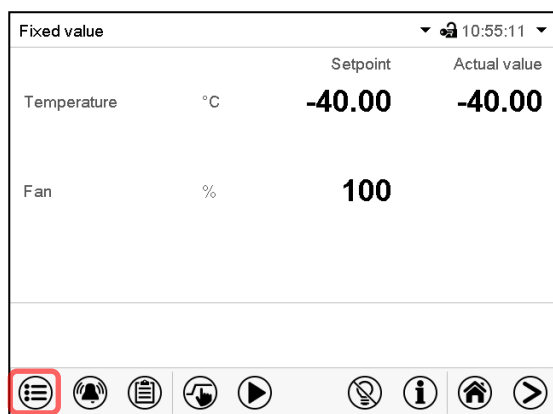 Fixed value 10:55:11
Setpoint Actual value
Temperature °C -40.00 -40.00
Fan % 100